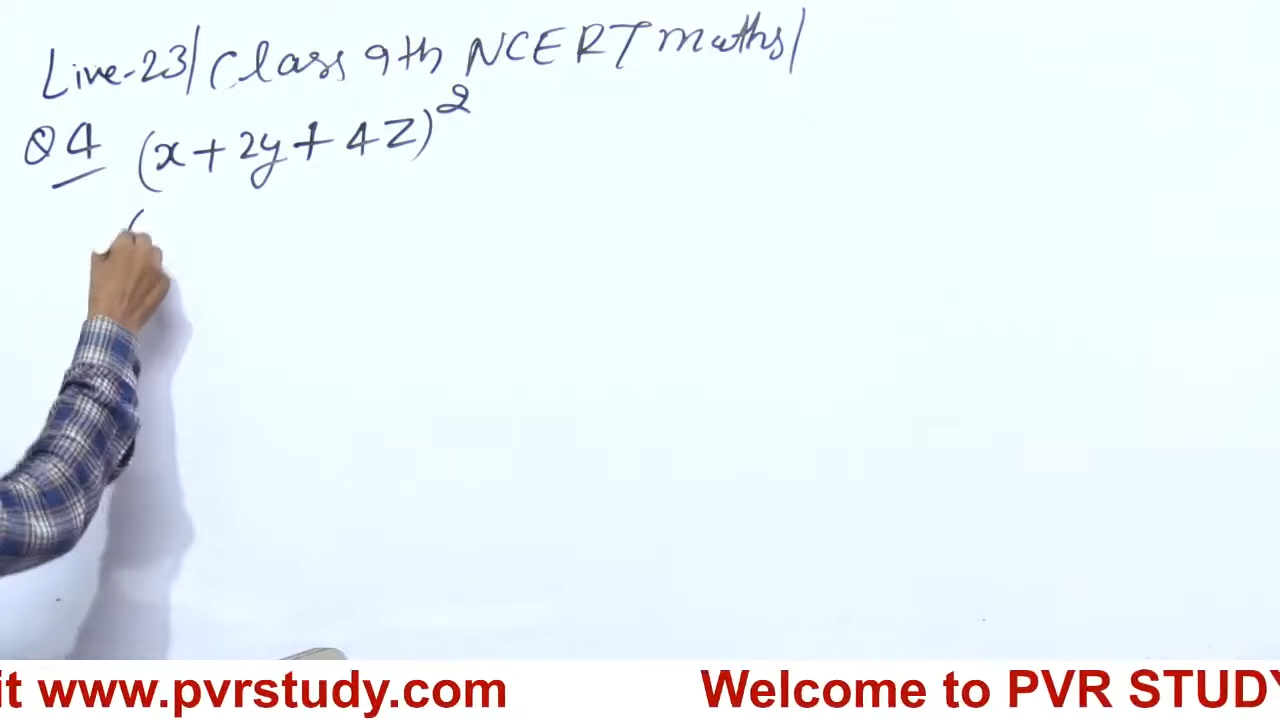 Live-23/Class 9th NCERT maths/
Q4 (x+2y+4Z)²
(
it www.pvrstudy.com Welcome to PVR STUDY